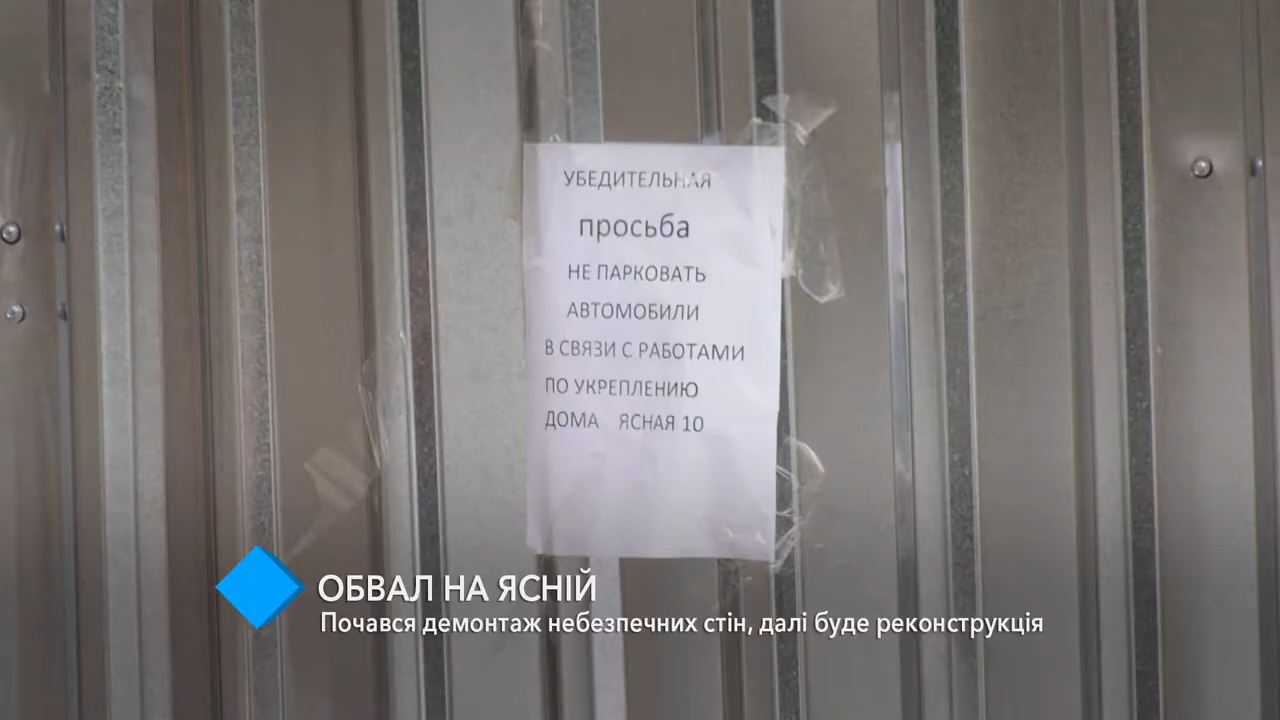 УБЕДИТЕЛЬНАЯ
просьба
НЕ ПАРКОВАТЬ
АВТОМОБИЛИ
В СВЯЗИ С РАБОТАМИ
ПО УКРЕПЛЕНИЮ
ДОМА ЯСНАЯ 10
ОБВАЛ НА ЯСНІЙ
Почався демонтаж небезпечних стін, далі буде реконструкція